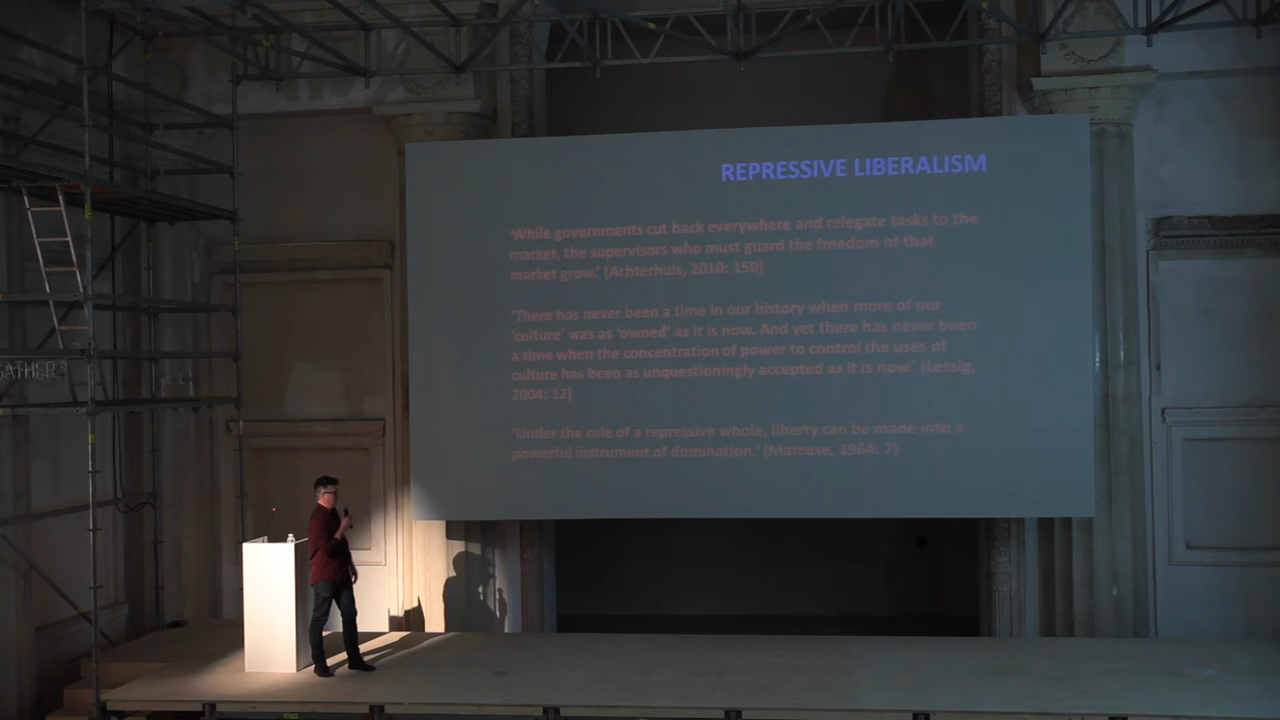 REPRESSIVE LIBERALISM
'While governments cut back everywhere and relegate tasks to the
market, the supervisors who must guard the freedom of that
market grow.' (Achterhuis, 2010: 150)
'There has never been a time in our history when more of our
'culture' was as 'owned' as it is now. And yet there has never been
a time when the concentration of power to control the uses of
culture has been as unquestioningly accepted as it is now.' (Lessig,
2004: 12)
'Under the rule of a repressive whole, liberty can be made into a
powerful instrument of domination.' (Marcuse, 1964: 7)